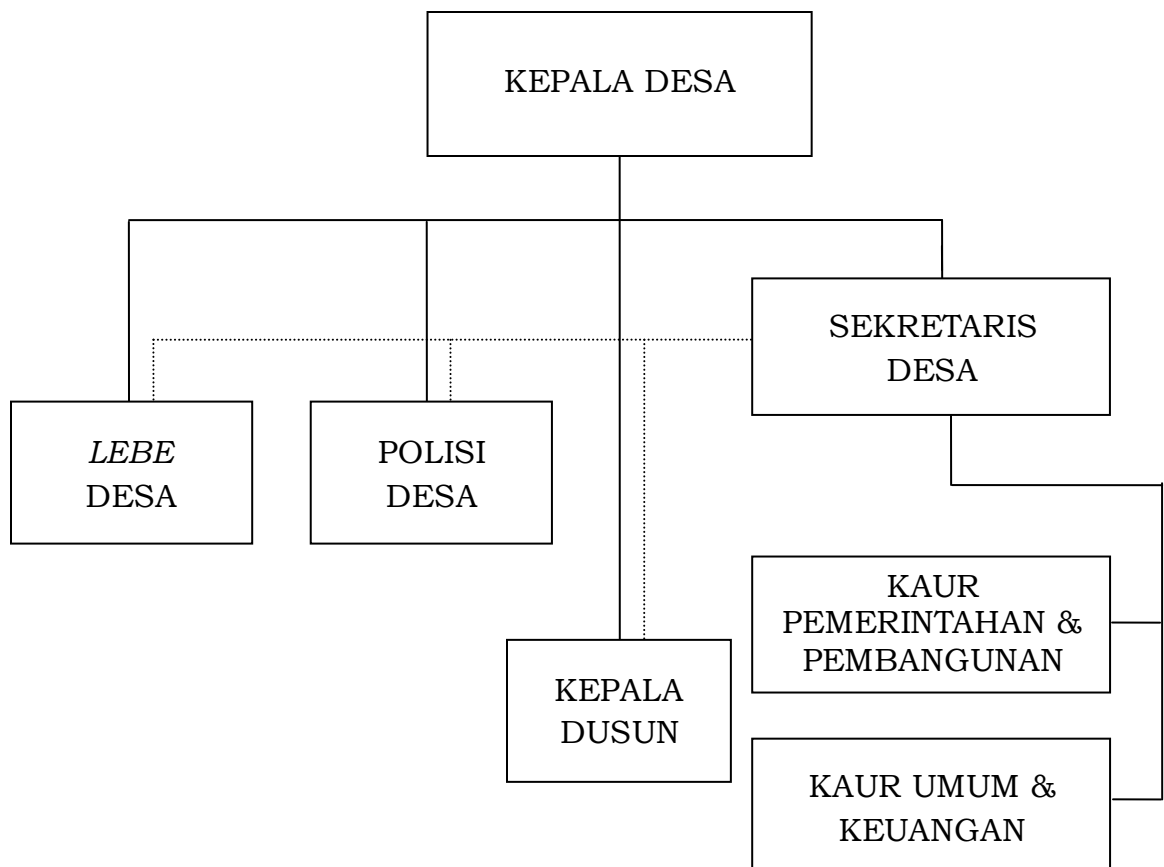 KEPALA DESA
SEKRETARIS
DESA
LEBE
DESA
POLISI
DESA
KAUR
PEMERINTAHAN &
PEMBANGUNAN
KEPALA
DUSUN
KAUR UMUM &
KEUANGAN